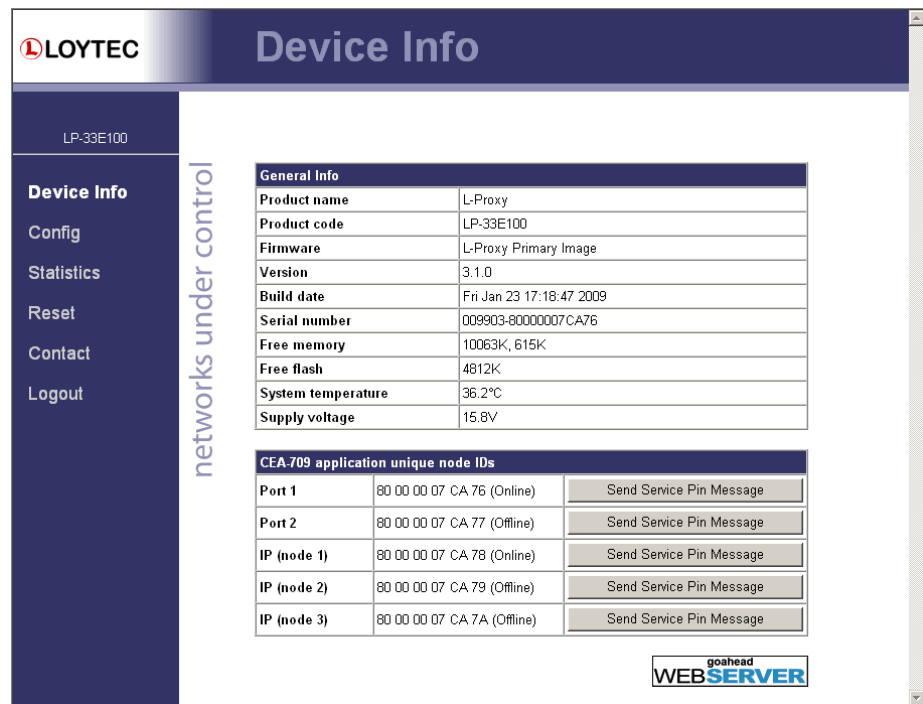 LOYTEC
Device Info
LP-33E100
Device Info
Config
Statistics
Reset
Contact
Logout
networks under control
General Info
Product name L-Proxy
Product code LP-33E100
Firmware L-Proxy Primary Image
Version 3.1.0
Build date Fri Jan 23 17:18:47 2009
Serial number 009903-80000007CA76
Free memory 10063K, 615K
Free flash 4812K
System temperature 36.2°C
Supply voltage 15.8V
CEA-709 application unique node IDs
Port 1 80 00 00 07 CA 76 (Online) Send Service Pin Message
Port 2 80 00 00 07 CA 77 (Offline) Send Service Pin Message
IP (node 1) 80 00 00 07 CA 78 (Online) Send Service Pin Message
IP (node 2) 80 00 00 07 CA 79 (Offline) Send Service Pin Message
IP (node 3) 80 00 00 07 CA 7A (Offline) Send Service Pin Message
goahead
WEBSERVER